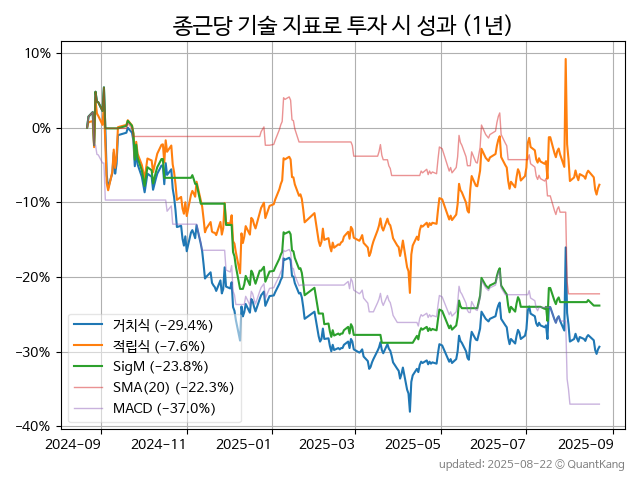 종근당 기술 지표로 투자 시 성과 (1년)
10%
0%
−10%
−20%
−30%
−40%
거치식 (−29.4%)
적립식 (−7.6%)
SigM (−23.8%)
SMA(20) (−22.3%)
MACD (−37.0%)
2024-09 2024-11 2025-01 2025-03 2025-05 2025-07 2025-09
updated: 2025-08-22 © QuantKang